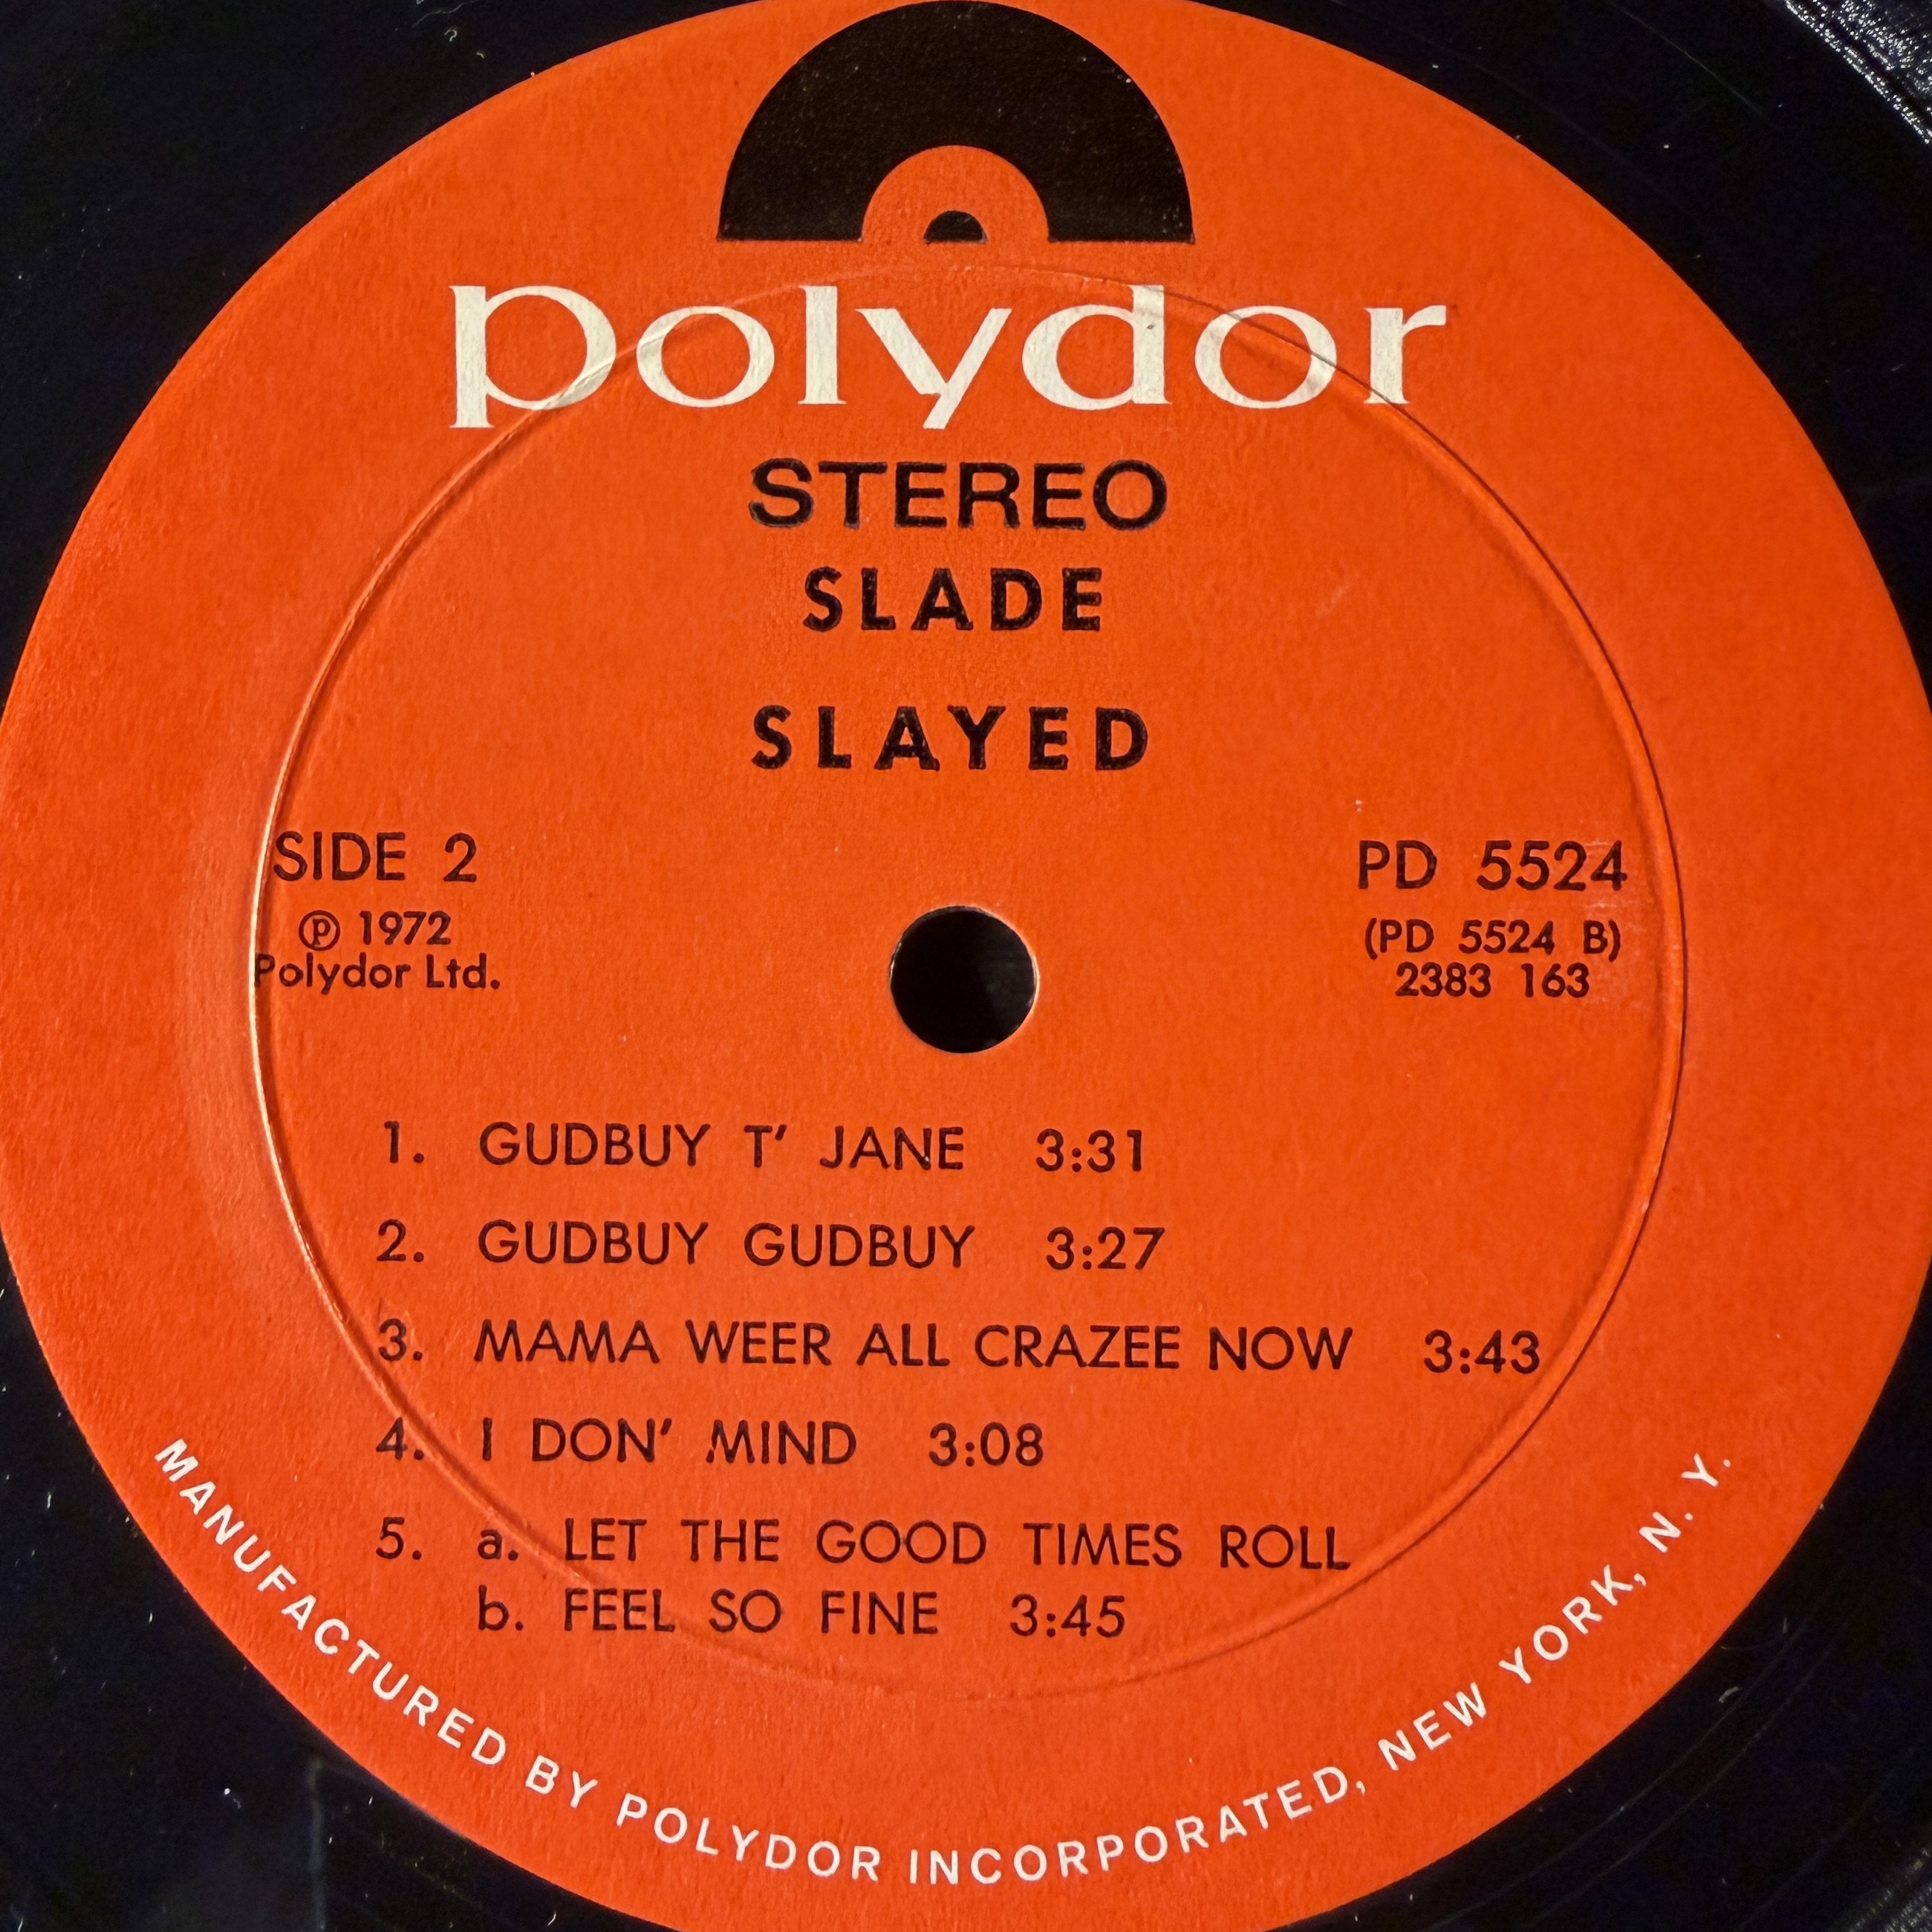 polydor
STEREO
SLADE
SLAYED
SIDE 2
℗ 1972
Polydor Ltd.
PD 5524
(PD 5524 B)
2383 163
1. GUDBUY T' JANE 3:31
2. GUDBUY GUDBUY 3:27
3. MAMA WEER ALL CRAZEE NOW 3:43
4. I DON' MIND 3:08
5. a. LET THE GOOD TIMES ROLL
b. FEEL SO FINE 3:45
MANUFACTURED BY POLYDOR INCORPORATED, NEW YORK, N. Y.